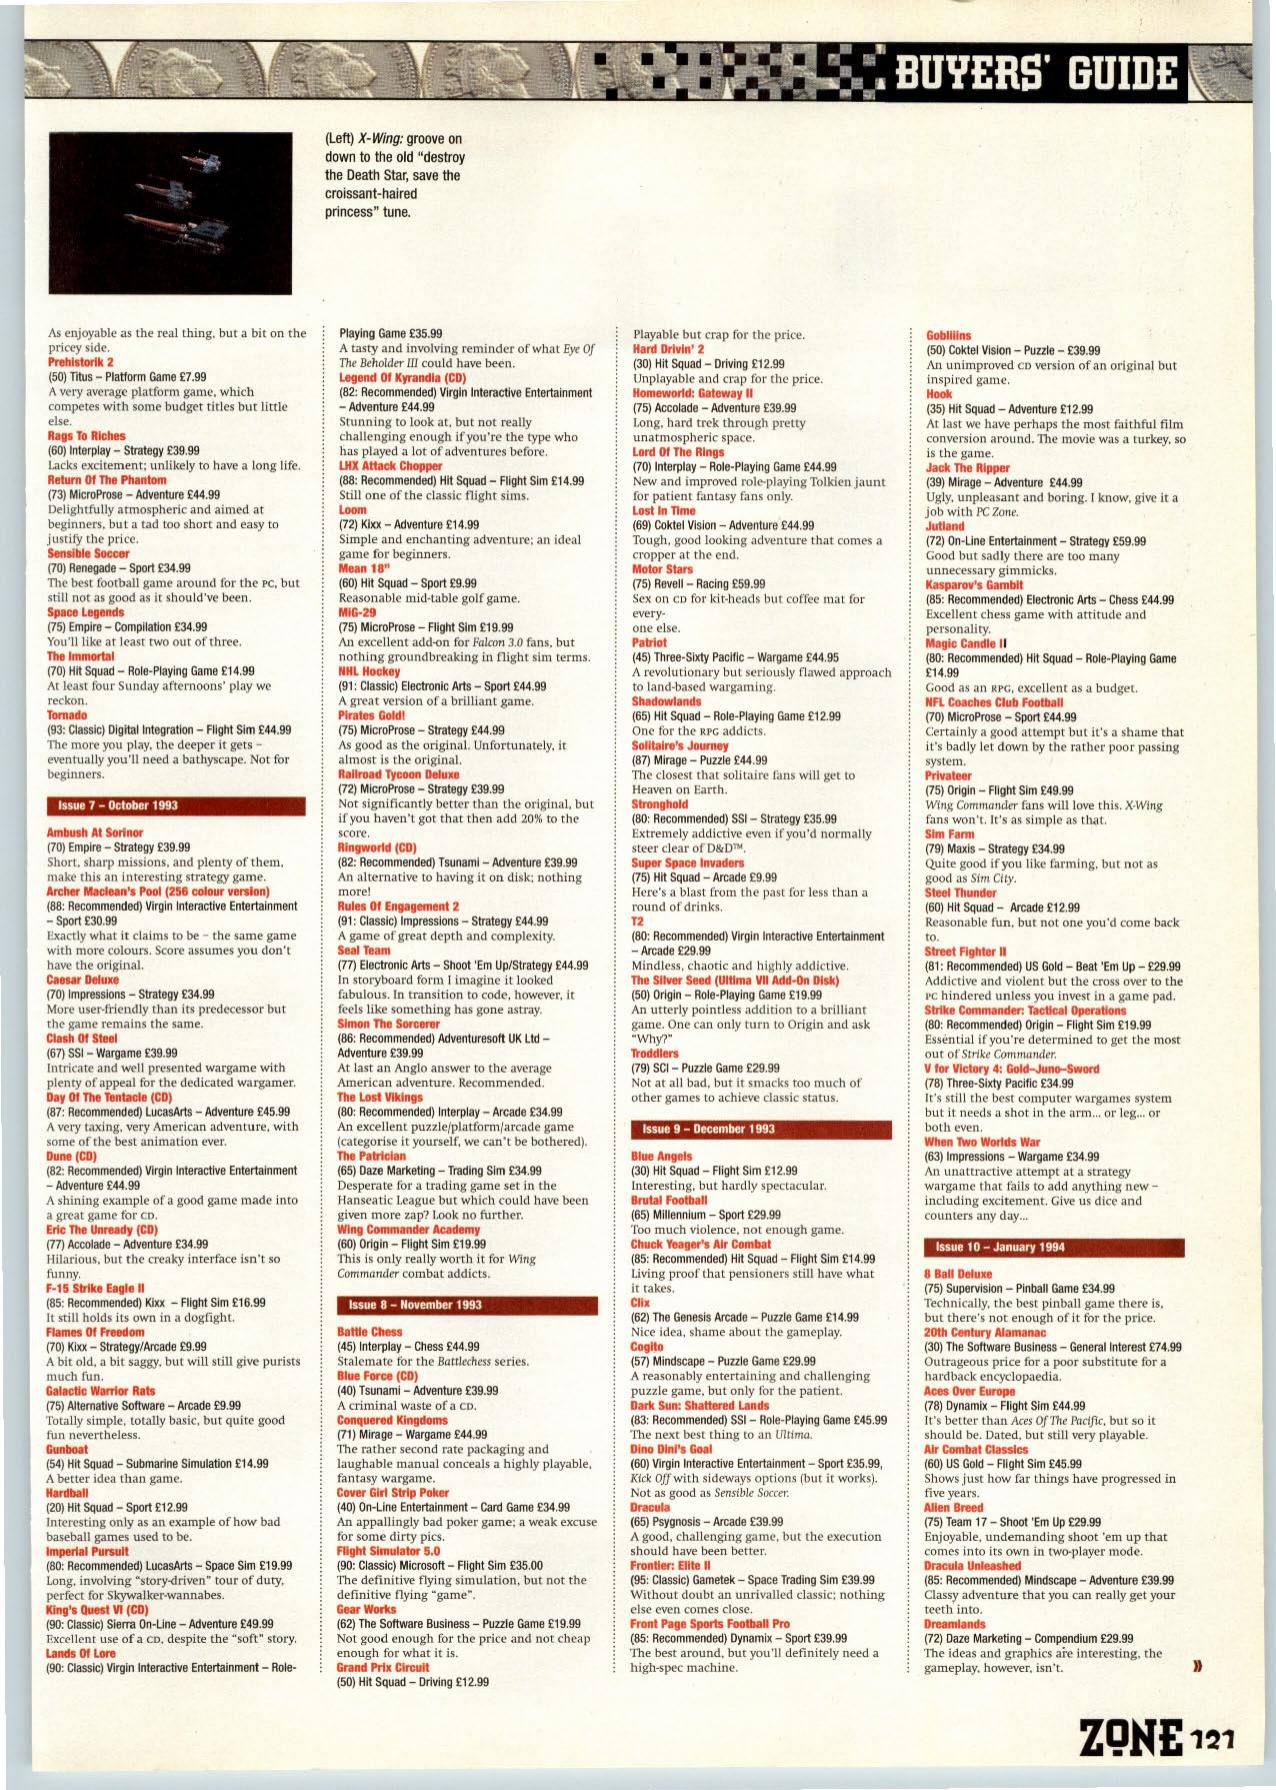 BUYERS' GUIDE
(Left) X-Wing: groove on
down to the old "destroy
the Death Star, save the
croissant-haired
princess" tune.
As enjoyable as the real thing, but a bit on the
pricey side.
Prehistorik 2
(50) Titus – Platform Game £7.99
A very average platform game, which
competes with some budget titles but little
else.
Rags To Riches
(60) Interplay – Strategy £39.99
Lacks excitement; unlikely to have a long life.
Return Of The Phantom
(73) MicroProse – Adventure £44.99
Delightfully atmospheric and aimed at
beginners, but a tad too short and easy to
justify the price.
Sensible Soccer
(70) Renegade – Sport £34.99
The best football game around for the PC, but
still not as good as it should've been.
Space Legends
(75) Empire – Compilation £34.99
You'll like at least two out of three.
The Immortal
(70) Hit Squad – Role-Playing Game £14.99
At least four Sunday afternoons' play we
reckon.
Tornado
(93: Classic) Digital Integration – Flight Sim £44.99
The more you play, the deeper it gets –
eventually you'll need a bathyscape. Not for
beginners.
Issue 7 – October 1993
Ambush At Sorinor
(70) Empire – Strategy £39.99
Short, sharp missions, and plenty of them,
make this an interesting strategy game.
Archer Maclean's Pool (256 colour version)
(88: Recommended) Virgin Interactive Entertainment
– Sport £30.99
Exactly what it claims to be – the same game
with more colours. Score assumes you don't
have the original.
Caesar Deluxe
(70) Impressions – Strategy £34.99
More user-friendly than its predecessor but
the game remains the same.
Clash Of Steel
(67) SSI – Wargame £39.99
Intricate and well presented wargame with
plenty of appeal for the dedicated wargamer.
Day Of The Tentacle (CD)
(87: Recommended) LucasArts – Adventure £45.99
A very taxing, very American adventure, with
some of the best animation ever.
Dune (CD)
(82: Recommended) Virgin Interactive Entertainment
– Adventure £44.99
A shining example of a good game made into
a great game for CD.
Eric The Unready (CD)
(77) Accolade – Adventure £34.99
Hilarious, but the creaky interface isn't so
funny.
F-15 Strike Eagle II
(85: Recommended) Kixx – Flight Sim £16.99
It still holds its own in a dogfight.
Flames Of Freedom
(70) Kixx – Strategy/Arcade £9.99
A bit old, a bit saggy, but will still give purists
much fun.
Galactic Warrior Rats
(75) Alternative Software – Arcade £9.99
Totally simple, totally basic, but quite good
fun nevertheless.
Gunboat
(54) Hit Squad – Submarine Simulation £14.99
A better idea than game.
Hardball
(20) Hit Squad – Sport £12.99
Interesting only as an example of how bad
baseball games used to be.
Imperial Pursuit
(80: Recommended) LucasArts – Space Sim £19.99
Long, involving "story-driven" tour of duty,
perfect for Skywalker-wannabes.
King's Quest VI (CD)
(90: Classic) Sierra On-Line – Adventure £49.99
Excellent use of a CD, despite the "soft" story.
Lands Of Lore
(90: Classic) Virgin Interactive Entertainment – Role-
Playing Game £35.99
A tasty and involving reminder of what Eye Of
The Beholder III could have been.
Legend Of Kyrandia (CD)
(82: Recommended) Virgin Interactive Entertainment
– Adventure £44.99
Stunning to look at, but not really
challenging enough if you're the type who
has played a lot of adventures before.
LHX Attack Chopper
(88: Recommended) Hit Squad – Flight Sim £14.99
Still one of the classic flight sims.
Loom
(72) Kixx – Adventure £14.99
Simple and enchanting adventure; an ideal
game for beginners.
Mean 18"
(60) Hit Squad – Sport £9.99
Reasonable mid-table golf game.
MiG-29
(75) MicroProse – Flight Sim £19.99
An excellent add-on for Falcon 3.0 fans, but
nothing groundbreaking in flight sim terms.
NHL Hockey
(91: Classic) Electronic Arts – Sport £44.99
A great version of a brilliant game.
Pirates Gold!
(75) MicroProse – Strategy £44.99
As good as the original. Unfortunately, it
almost is the original.
Railroad Tycoon Deluxe
(72) MicroProse – Strategy £39.99
Not significantly better than the original, but
if you haven't got that then add 20% to the
score.
Ringworld (CD)
(82: Recommended) Tsunami – Adventure £39.99
An alternative to having it on disk; nothing
more!
Rules Of Engagement 2
(91: Classic) Impressions – Strategy £44.99
A game of great depth and complexity.
Seal Team
(77) Electronic Arts – Shoot 'Em Up/Strategy £44.99
In storyboard form I imagine it looked
fabulous. In transition to code, however, it
feels like something has gone astray.
Simon The Sorcerer
(86: Recommended) Adventuresoft UK Ltd –
Adventure £39.99
At last an Anglo answer to the average
American adventure. Recommended.
The Lost Vikings
(80: Recommended) Interplay – Arcade £34.99
An excellent puzzle/platform/arcade game
(categorise it yourself, we can't be bothered).
The Patrician
(65) Daze Marketing – Trading Sim £34.99
Desperate for a trading game set in the
Hanseatic League but which could have been
given more zap? Look no further.
Wing Commander Academy
(60) Origin – Flight Sim £19.99
This is only really worth it for Wing
Commander combat addicts.
Issue 8 – November 1993
Battle Chess
(45) Interplay – Chess £44.99
Stalemate for the Battlechess series.
Blue Force (CD)
(40) Tsunami – Adventure £39.99
A criminal waste of a CD.
Conquered Kingdoms
(71) Mirage – Wargame £44.99
The rather second rate packaging and
laughable manual conceals a highly playable,
fantasy wargame.
Cover Girl Strip Poker
(40) On-Line Entertainment – Card Game £34.99
An appallingly bad poker game; a weak excuse
for some dirty pics.
Flight Simulator 5.0
(90: Classic) Microsoft – Flight Sim £35.00
The definitive flying simulation, but not the
definitive flying "game".
Gear Works
(62) The Software Business – Puzzle Game £19.99
Not good enough for the price and not cheap
enough for what it is.
Grand Prix Circuit
(50) Hit Squad – Driving £12.99
Playable but crap for the price.
Hard Drivin' 2
(30) Hit Squad – Driving £12.99
Unplayable and crap for the price.
Homeworld: Gateway II
(75) Accolade – Adventure £39.99
Long, hard trek through pretty
unatmospheric space.
Lord Of The Rings
(70) Interplay – Role-Playing Game £44.99
New and improved role-playing Tolkien jaunt
for patient fantasy fans only.
Lost In Time
(69) Coktel Vision – Adventure £44.99
Tough, good looking adventure that comes a
cropper at the end.
Motor Stars
(75) Revell – Racing £59.99
Sex on CD for kit-heads but coffee mat for
every-
one else.
Patriot
(45) Three-Sixty Pacific – Wargame £44.95
A revolutionary but seriously flawed approach
to land-based wargaming.
Shadowlands
(65) Hit Squad – Role-Playing Game £12.99
One for the RPG addicts.
Solitaire's Journey
(87) Mirage – Puzzle £44.99
The closest that solitaire fans will get to
Heaven on Earth.
Stronghold
(80: Recommended) SSI – Strategy £35.99
Extremely addictive even if you'd normally
steer clear of D&D™.
Super Space Invaders
(75) Hit Squad – Arcade £9.99
Here's a blast from the past for less than a
round of drinks.
T2
(80: Recommended) Virgin Interactive Entertainment
– Arcade £29.99
Mindless, chaotic and highly addictive.
The Silver Seed (Ultima VII Add-On Disk)
(50) Origin – Role-Playing Game £19.99
An utterly pointless addition to a brilliant
game. One can only turn to Origin and ask
"Why?"
Troddlers
(79) SCI – Puzzle Game £29.99
Not at all bad, but it smacks too much of
other games to achieve classic status.
Issue 9 – December 1993
Blue Angels
(30) Hit Squad – Flight Sim £12.99
Interesting, but hardly spectacular.
Brutal Football
(65) Millennium – Sport £29.99
Too much violence, not enough game.
Chuck Yeager's Air Combat
(85: Recommended) Hit Squad – Flight Sim £14.99
Living proof that pensioners still have what
it takes.
Clix
(62) The Genesis Arcade – Puzzle Game £14.99
Nice idea, shame about the gameplay.
Cogito
(57) Mindscape – Puzzle Game £29.99
A reasonably entertaining and challenging
puzzle game, but only for the patient.
Dark Sun: Shattered Lands
(83: Recommended) SSI – Role-Playing Game £45.99
The next best thing to an Ultima.
Dino Dini's Goal
(60) Virgin Interactive Entertainment – Sport £35.99,
Kick Off with sideways options (but it works).
Not as good as Sensible Soccer.
Dracula
(65) Psygnosis – Arcade £39.99
A good, challenging game, but the execution
should have been better.
Frontier: Elite II
(95: Classic) Gametek – Space Trading Sim £39.99
Without doubt an unrivalled classic; nothing
else even comes close.
Front Page Sports Football Pro
(85: Recommended) Dynamix – Sport £39.99
The best around, but you'll definitely need a
high-spec machine.
Gobliiins
(50) Coktel Vision – Puzzle – £39.99
An unimproved CD version of an original but
inspired game.
Hook
(35) Hit Squad – Adventure £12.99
At last we have perhaps the most faithful film
conversion around. The movie was a turkey, so
is the game.
Jack The Ripper
(39) Mirage – Adventure £44.99
Ugly, unpleasant and boring. I know, give it a
job with PC Zone.
Jutland
(72) On-Line Entertainment – Strategy £59.99
Good but sadly there are too many
unnecessary gimmicks.
Kasparov's Gambit
(85: Recommended) Electronic Arts – Chess £44.99
Excellent chess game with attitude and
personality.
Magic Candle II
(80: Recommended) Hit Squad – Role-Playing Game
£14.99
Good as an RPG, excellent as a budget.
NFL Coaches Club Football
(70) MicroProse – Sport £44.99
Certainly a good attempt but it's a shame that
it's badly let down by the rather poor passing
system.
Privateer
(75) Origin – Flight Sim £49.99
Wing Commander fans will love this. X-Wing
fans won't. It's as simple as that.
Sim Farm
(79) Maxis – Strategy £34.99
Quite good if you like farming, but not as
good as Sim City.
Steel Thunder
(60) Hit Squad – Arcade £12.99
Reasonable fun, but not one you'd come back
to.
Street Fighter II
(81: Recommended) US Gold – Beat 'Em Up – £29.99
Addictive and violent but the cross over to the
PC hindered unless you invest in a game pad.
Strike Commander: Tactical Operations
(80: Recommended) Origin – Flight Sim £19.99
Essential if you're determined to get the most
out of Strike Commander.
V for Victory 4: Gold–Juno–Sword
(78) Three-Sixty Pacific £34.99
It's still the best computer wargames system
but it needs a shot in the arm... or leg... or
both even.
When Two Worlds War
(63) Impressions – Wargame £34.99
An unattractive attempt at a strategy
wargame that fails to add anything new –
including excitement. Give us dice and
counters any day...
Issue 10 – January 1994
8 Ball Deluxe
(75) Supervision – Pinball Game £34.99
Technically, the best pinball game there is,
but there's not enough of it for the price.
20th Century Alamanac
(30) The Software Business – General Interest £74.99
Outrageous price for a poor substitute for a
hardback encyclopaedia.
Aces Over Europe
(78) Dynamix – Flight Sim £44.99
It's better than Aces Of The Pacific, but so it
should be. Dated, but still very playable.
Air Combat Classics
(60) US Gold – Flight Sim £45.99
Shows just how far things have progressed in
five years.
Alien Breed
(75) Team 17 – Shoot 'Em Up £29.99
Enjoyable, undemanding shoot 'em up that
comes into its own in two-player mode.
Dracula Unleashed
(85: Recommended) Mindscape – Adventure £39.99
Classy adventure that you can really get your
teeth into.
Dreamlands
(72) Daze Marketing – Compendium £29.99
The ideas and graphics are interesting, the
gameplay, however, isn't.
»
ZONE 121